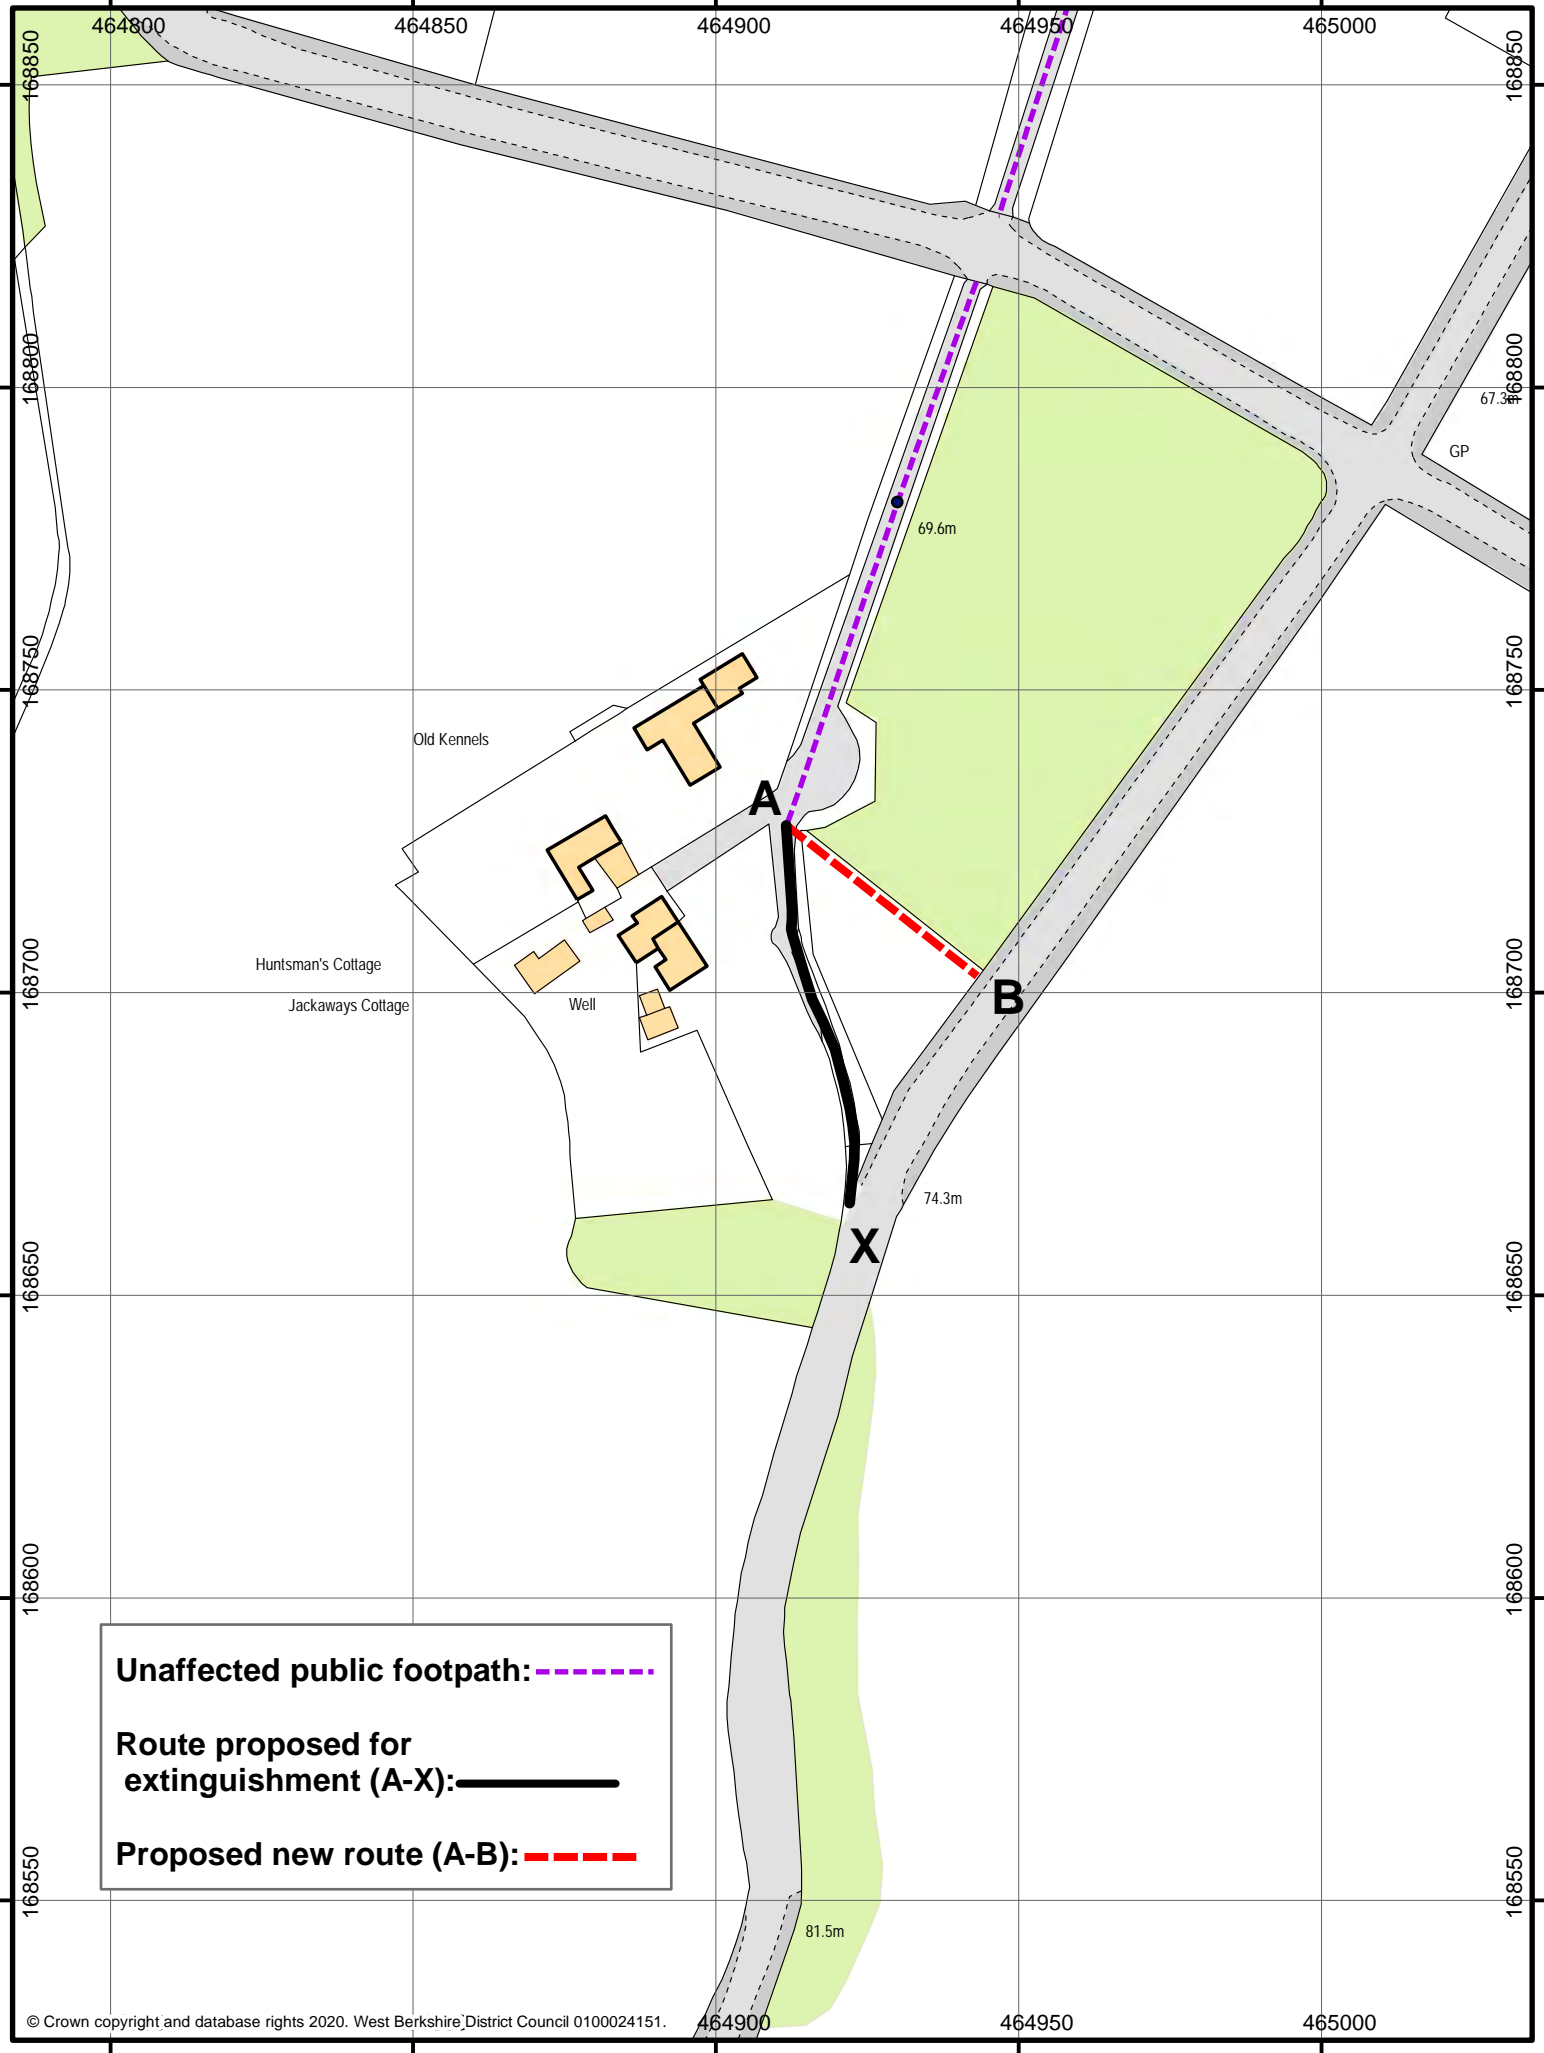 464800
464850
464900
464950
465000
168850
168850
168800
168800
67.3m
GP
69.6m
168750
168750
Old Kennels
A
Huntsman's Cottage
168700
168700
B
Jackaways Cottage
Well
74.3m
X
168650
168650
168600
168600
Unaffected public footpath:
Route proposed for
extinguishment (A-X):
Proposed new route (A-B):
168550
168550
81.5m
© Crown copyright and database rights 2020. West Berkshire District Council 0100024151.
464900
464950
465000